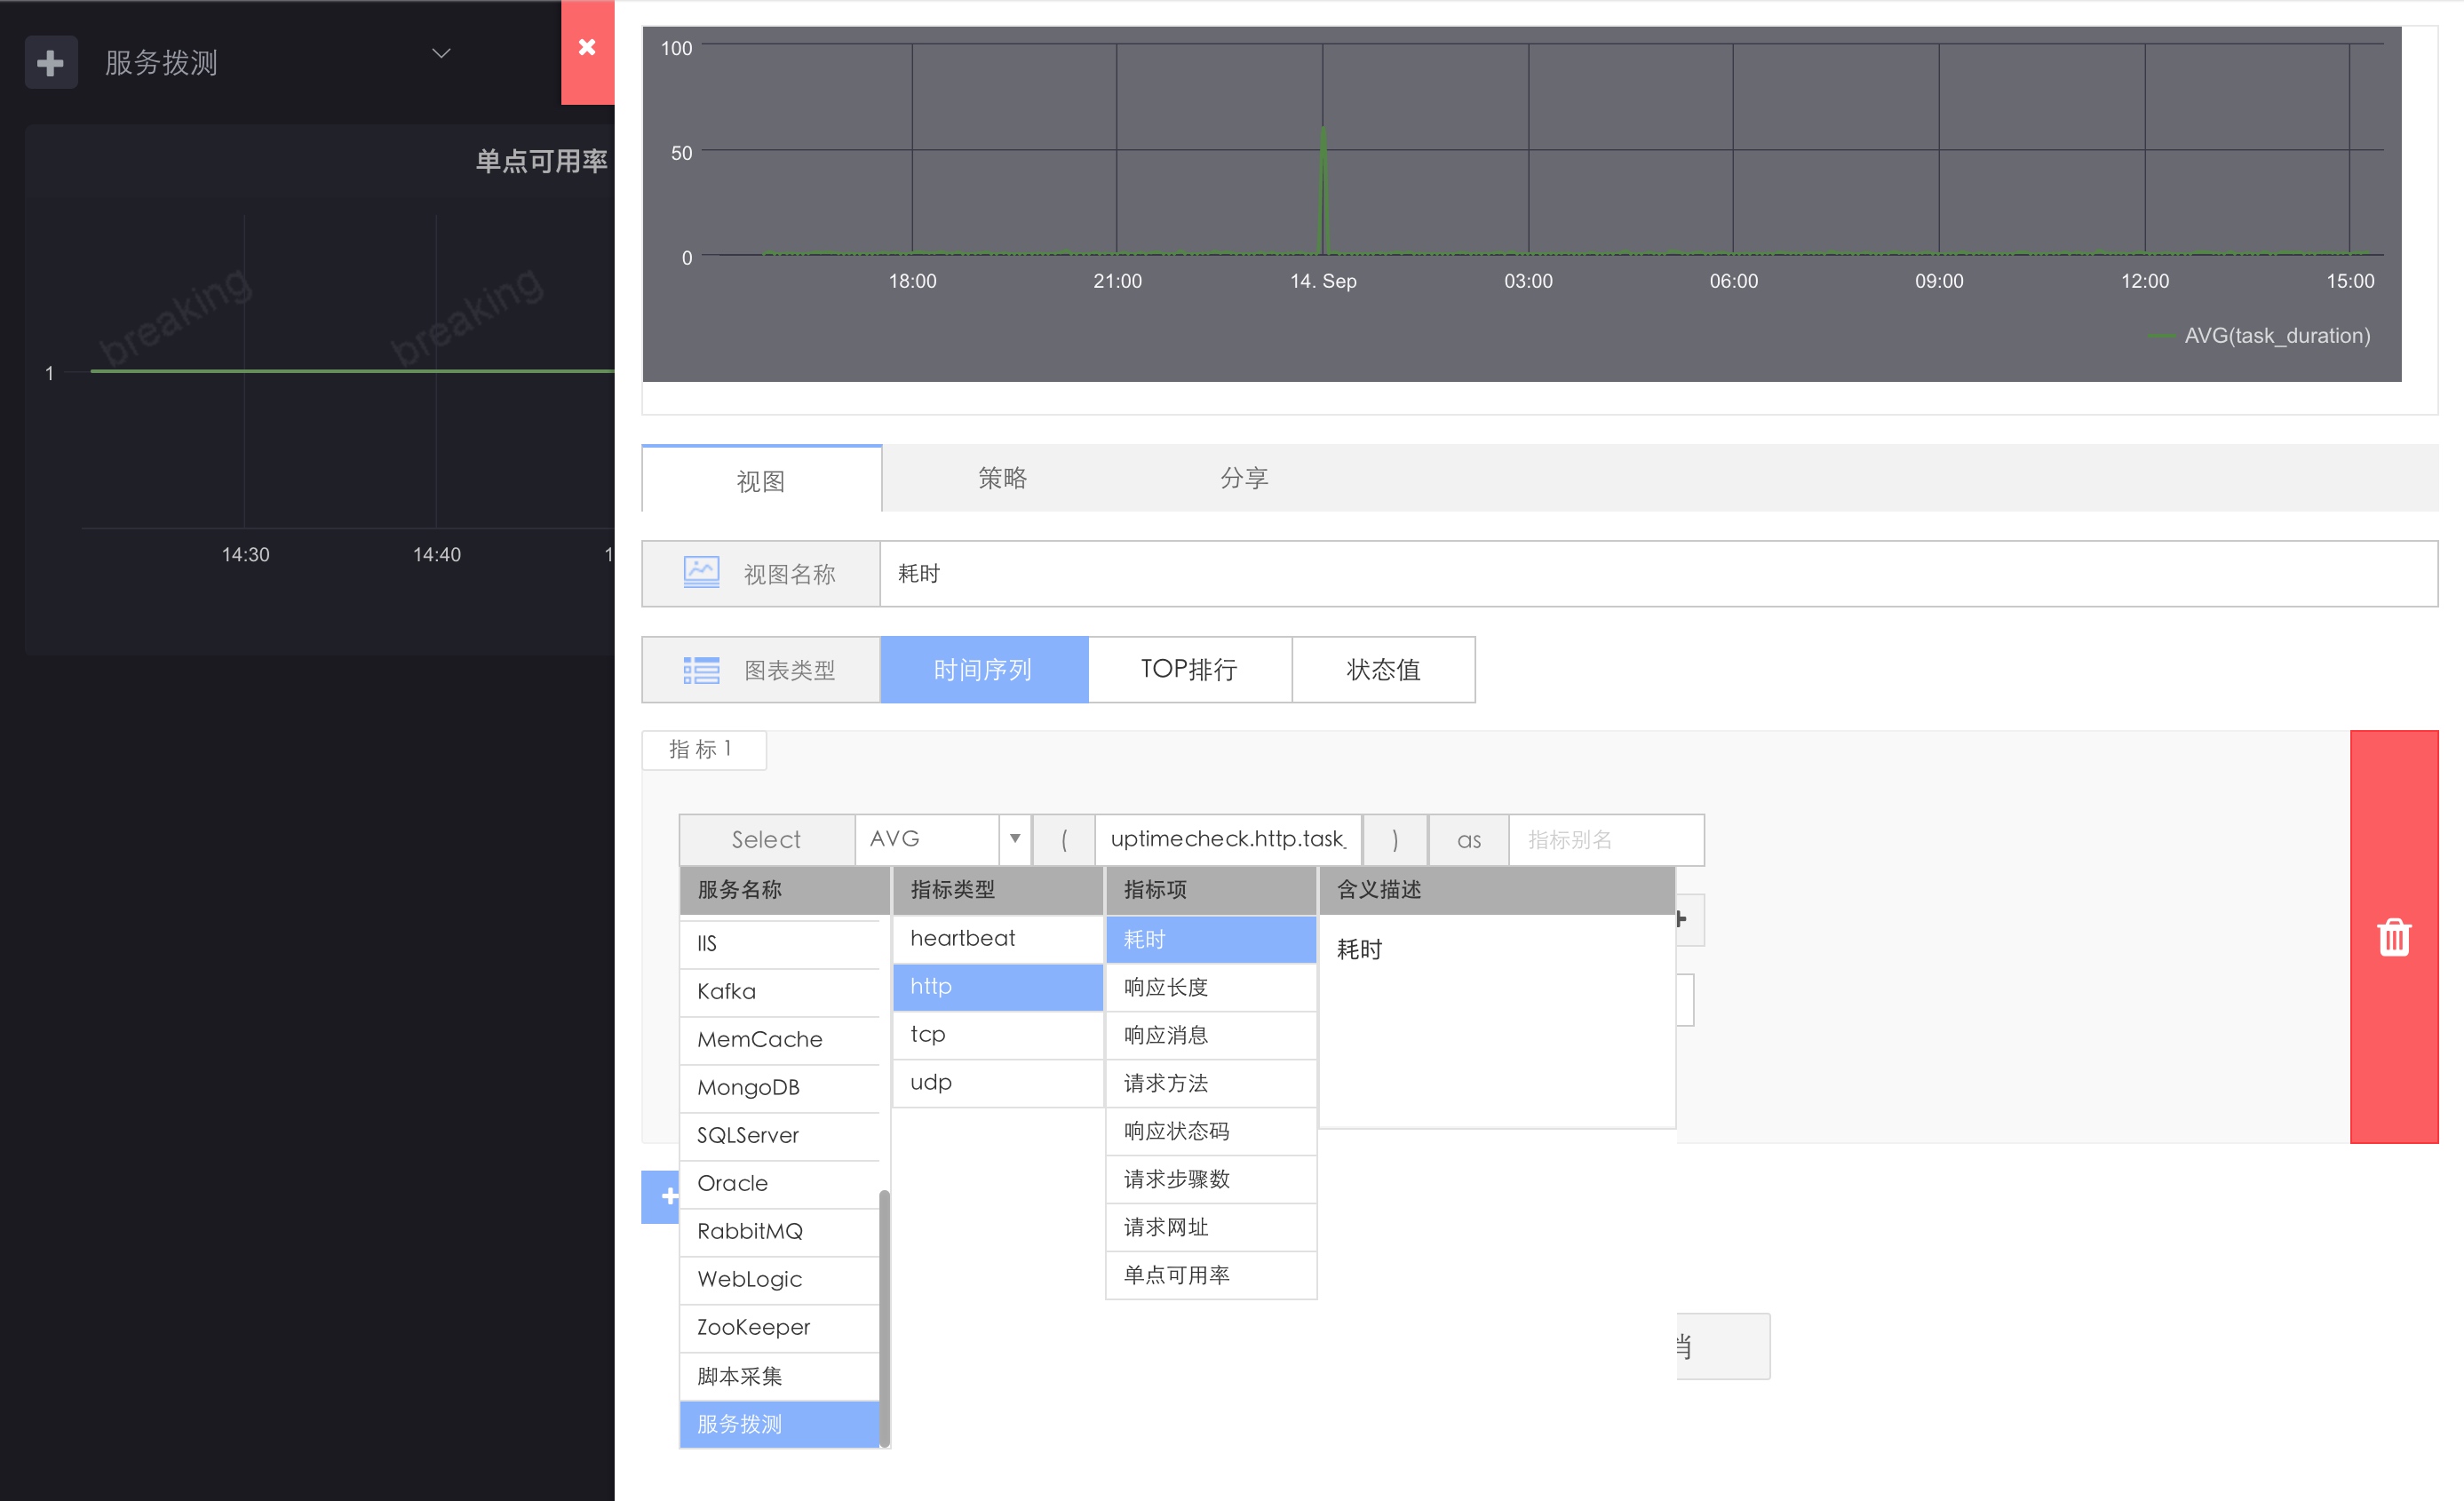 服务拨测
单点可用率
breaking
breaking
1
14:30
14:40
1
100
50
0
18:00
21:00
14. Sep
03:00
06:00
09:00
12:00
15:00
AVG(task_duration)
视图
策略
分享
视图名称
耗时
图表类型
时间序列
TOP排行
状态值
指 标 1
Select
AVG
(
uptimecheck.http.task_
)
as
指标别名
服务名称
指标类型
指标项
含义描述
IIS
Kafka
MemCache
MongoDB
SQLServer
Oracle
RabbitMQ
WebLogic
ZooKeeper
脚本采集
服务拨测
heartbeat
http
tcp
udp
耗时
响应长度
响应消息
请求方法
响应状态码
请求步骤数
请求网址
单点可用率
耗时